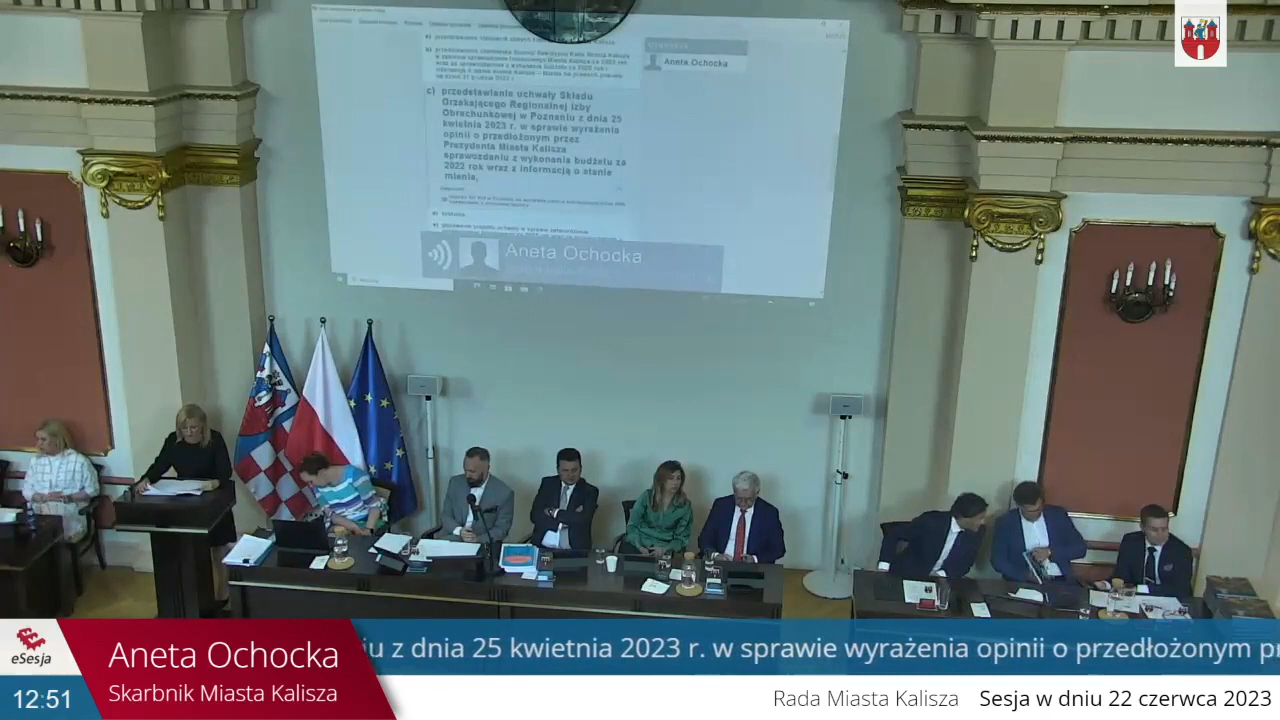 Aneta Ochocka
c) przedstawianie uchwały Składu
Orzekającego Regionalnej Izby
Obrachunkowej w Poznaniu z dnia 25
kwietnia 2023 r. w sprawie wyrażenia
opinii o przedłożonym przez
Prezydenta Miasta Kalisza
sprawozdaniu z wykonania budżetu za
2022 rok wraz z informacją o stanie
mienia,
Aneta Ochocka
eSesja
12:51
Aneta Ochocka
Skarbnik Miasta Kalisza
iu z dnia 25 kwietnia 2023 r. w sprawie wyrażenia opinii o przedłożonym pr
Rada Miasta Kalisza
Sesja w dniu 22 czerwca 2023